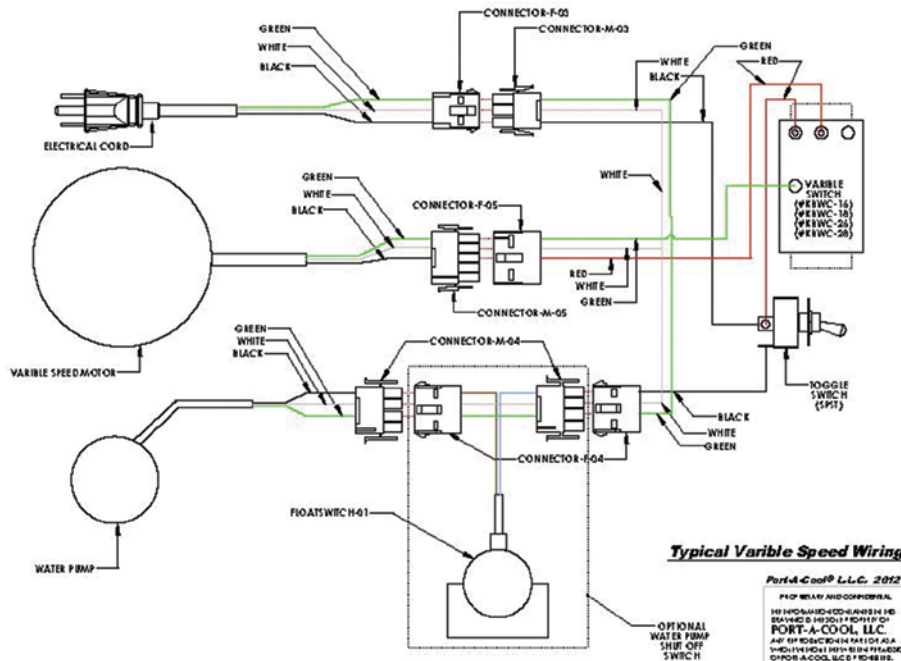 CONNECTOR-F-03
GREEN
CONNECTOR-M-03
WHITE
BLACK
WHITE
BLACK
GREEN
RED
ELECTRICAL CORD
VARIBLE
SWITCH
(#KBWC-16)
(#KBWC-18)
(#KBWC-26)
(#KBWC-28)
GREEN
WHITE
BLACK
CONNECTOR-F-05
WHITE
RED
WHITE
GREEN
CONNECTOR-M-05
VARIBLE SPEED MOTOR
GREEN
WHITE
BLACK
CONNECTOR-M-04
TOGGLE
SWITCH
(SPST)
BLACK
WHITE
GREEN
CONNECTOR-F-04
FLOATSWITCH-01
WATER PUMP
OPTIONAL
WATER PUMP
SHUT OFF
SWITCH
Typical Varible Speed Wiring
Port-A-Cool® L.L.C. 2012
PROPRIETARY AND CONFIDENTIAL
PORT-A-COOL, LLC.